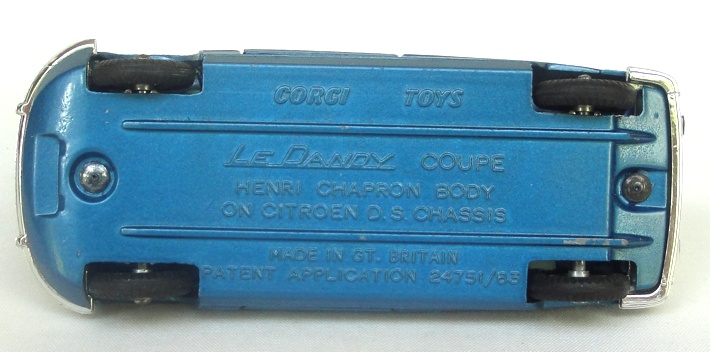 CORGI TOYS
LE DANDY COUPE
HENRI CHAPRON BODY
ON CITROEN D.S. CHASSIS
MADE IN GT. BRITAIN
PATENT APPLICATION 24751/63